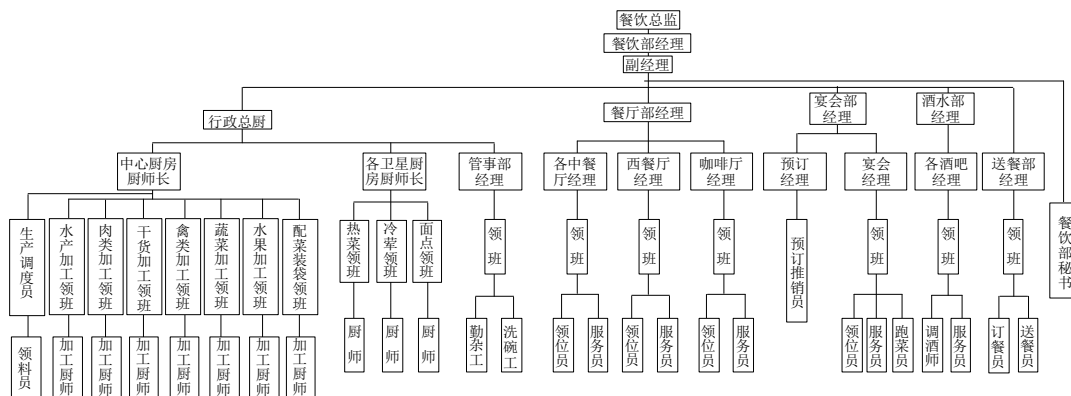 餐饮总监
餐饮部经理
副经理
行政总厨
餐厅部经理
宴会部
经理
酒水部
经理
中心厨房
厨师长
各卫星厨
房厨师长
管事部
经理
各中餐
厅经理
西餐厅
经理
咖啡厅
经理
预订
经理
宴会
经理
各酒吧
经理
送餐部
经理
生产调度员
水产加工领班
肉类加工领班
干货加工领班
禽类加工领班
蔬菜加工领班
水果加工领班
配菜装袋领班
热菜领班
冷荤领班
面点领班
领班
领班
领班
领班
预订推销员
领班
领班
领班
餐饮部秘书
领料员
加工厨师
加工厨师
加工厨师
加工厨师
加工厨师
加工厨师
加工厨师
厨师
厨师
厨师
勤杂工
洗碗工
领位员
服务员
领位员
服务员
领位员
服务员
领位员
服务员
跑菜员
调酒师
服务员
订餐员
送餐员